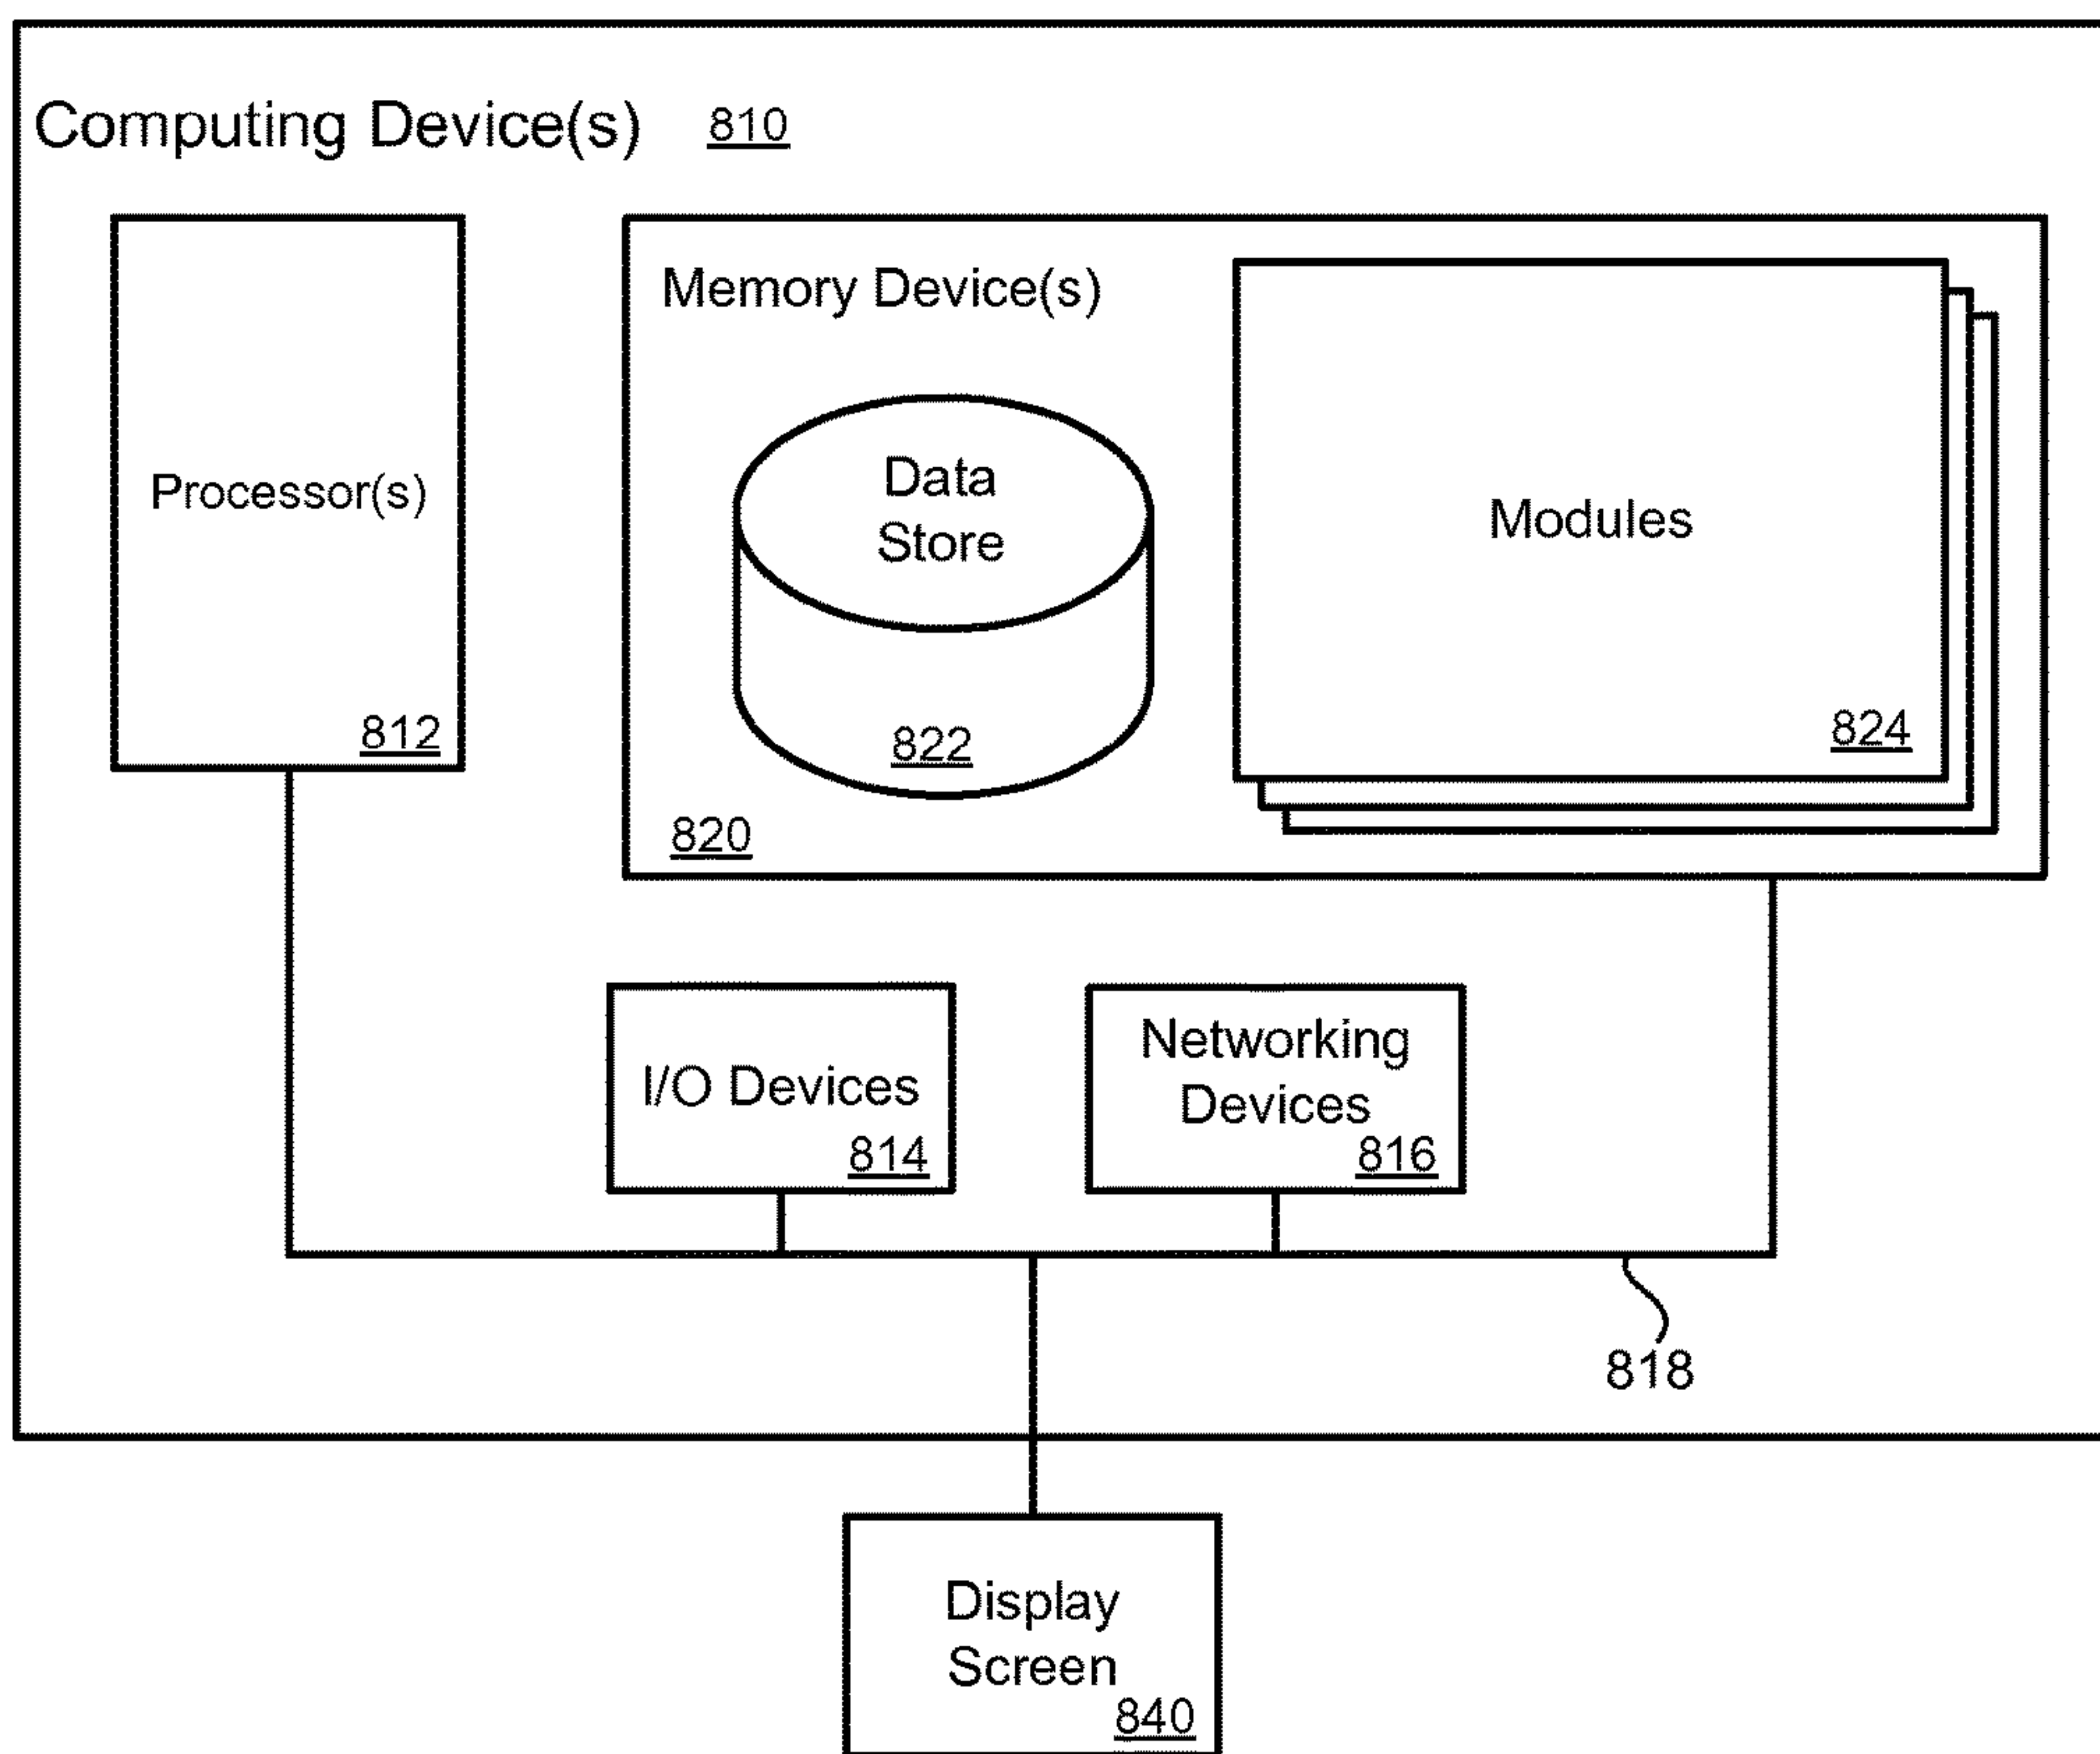 Computing Device(s) 810
Processor(s)
812
Memory Device(s)
Data
Store
822
820
Modules
824
I/O Devices
814
Networking
Devices
816
818
Display
Screen
840